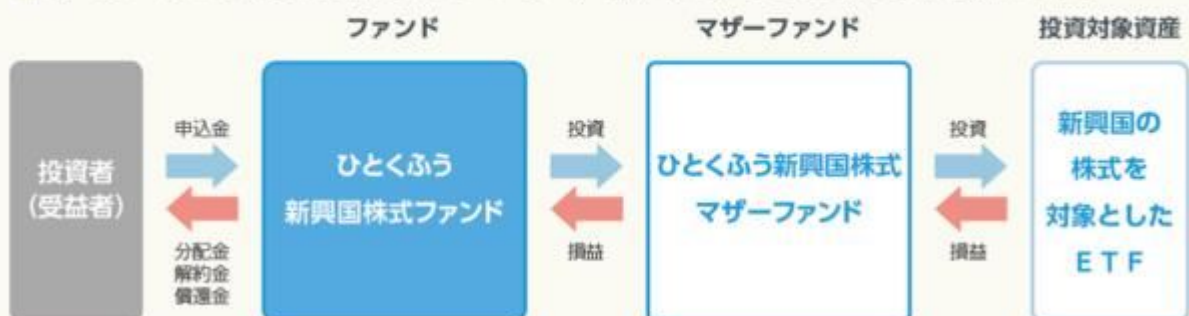 ファンド
マザーファンド
投資対象資産
投資者
(受益者)
申込金
分配金
解約金
償還金
ひとくふう
新興国株式ファンド
投資
損益
ひとくふう新興国株式
マザーファンド
投資
損益
新興国の
株式を
対象とした
ＥＴＦ